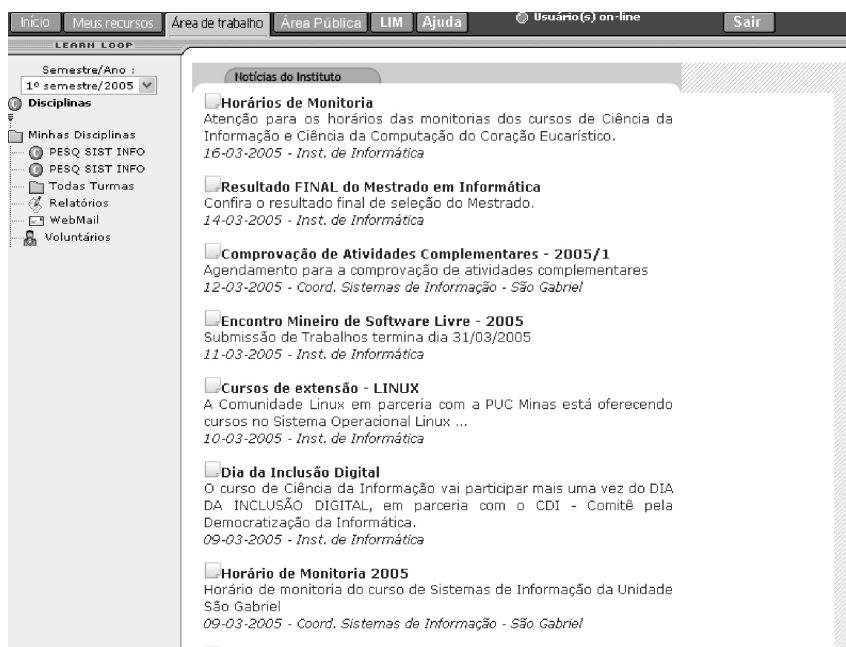 Início Meus recursos Área de trabalho Área Pública LIM Ajuda Usuário(s) on-line Sair
LEARN LOOP
Semestre/Ano :
1º semestre/2005
Disciplinas
Minhas Disciplinas
PESQ SIST INFO
PESQ SIST INFO
Todas Turmas
Relatórios
WebMail
Voluntários
Notícias do Instituto
Horários de Monitoria
Atenção para os horários das monitorias dos cursos de Ciência da
Informação e Ciência da Computação do Coração Eucarístico.
16-03-2005 - Inst. de Informática
Resultado FINAL do Mestrado em Informática
Confira o resultado final de seleção do Mestrado.
14-03-2005 - Inst. de Informática
Comprovação de Atividades Complementares - 2005/1
Agendamento para a comprovação de atividades complementares
12-03-2005 - Coord. Sistemas de Informação - São Gabriel
Encontro Mineiro de Software Livre - 2005
Submissão de Trabalhos termina dia 31/03/2005
11-03-2005 - Inst. de Informática
Cursos de extensão - LINUX
A Comunidade Linux em parceria com a PUC Minas está oferecendo
cursos no Sistema Operacional Linux ...
10-03-2005 - Inst. de Informática
Dia da Inclusão Digital
O curso de Ciência da Informação vai participar mais uma vez do DIA
DA INCLUSÃO DIGITAL, em parceria com o CDI - Comitê pela
Democratização da Informática.
09-03-2005 - Inst. de Informática
Horário de Monitoria 2005
Horário de monitoria do curso de Sistemas de Informação da Unidade
São Gabriel
09-03-2005 - Coord. Sistemas de Informação - São Gabriel